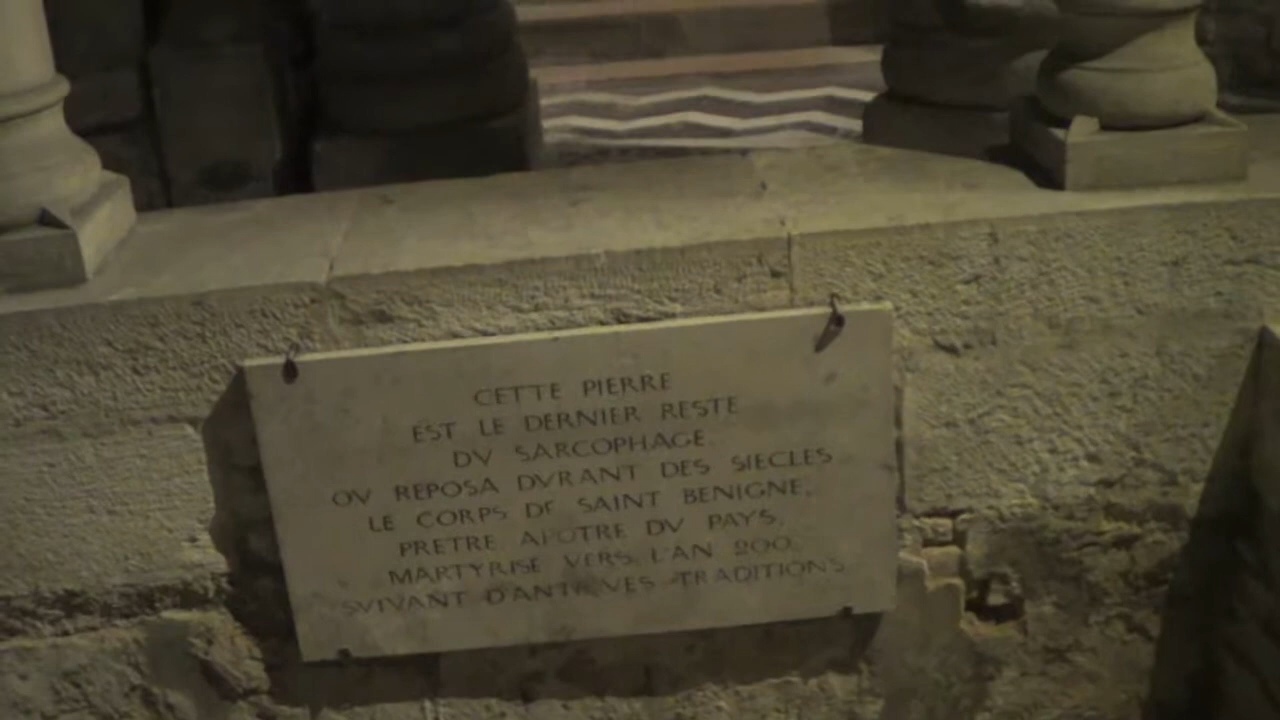 CETTE PIERRE
EST LE DERNIER RESTE
DV SARCOPHAGE
OV REPOSA DVRANT DES SIECLES
LE CORPS DE SAINT BENIGNE,
PRETRE, APOTRE DV PAYS,
MARTYRISE VERS L'AN 200,
SVIVANT D'ANTIQVES TRADITIONS